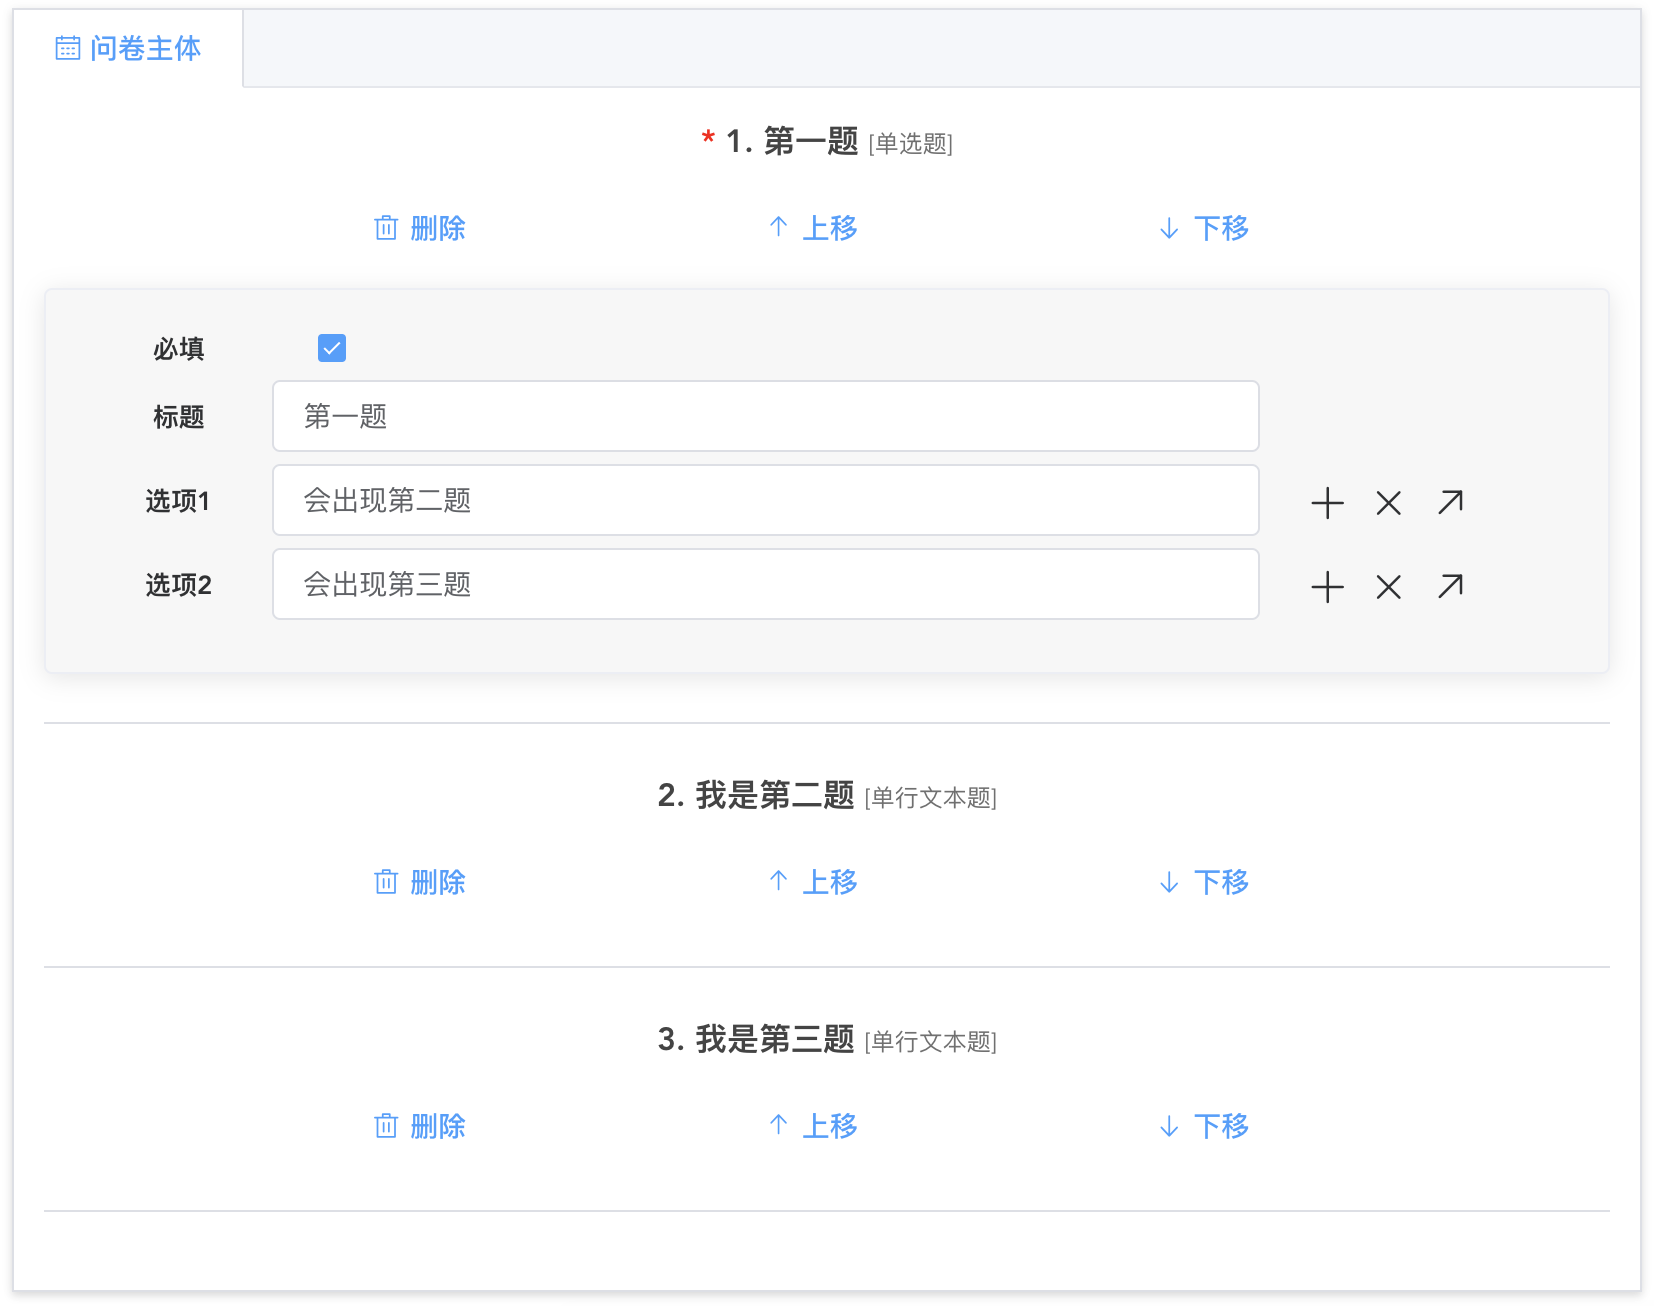 问卷主体
* 1. 第一题 [单选题]
删除 上移 下移
必填
标题 第一题
选项1 会出现第二题
选项2 会出现第三题
2. 我是第二题 [单行文本题]
删除 上移 下移
3. 我是第三题 [单行文本题]
删除 上移 下移